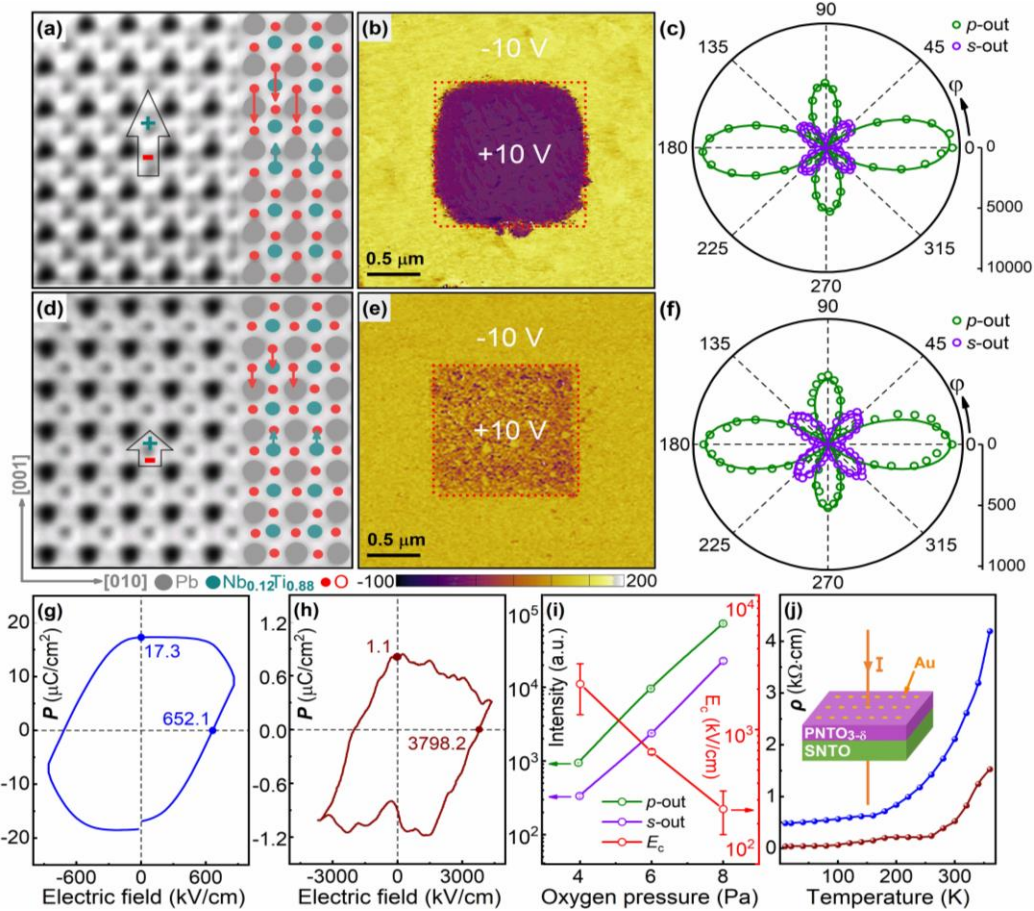 (a)
+
-
(b)
-10 V
+10 V
0.5 μm
(c)
90
135
45
180
0
225
315
270
φ
p-out
s-out
0
5000
10000
(d)
+
-
[001]
[010]
Pb
Nb0.12Ti0.88
O
(e)
-10 V
+10 V
0.5 μm
-100
200
(f)
90
135
45
180
0
225
315
270
φ
p-out
s-out
0
500
1000
(g)
P (μC/cm²)
20
10
0
-10
-20
17.3
652.1
-600
0
600
Electric field (kV/cm)
(h)
P (μC/cm²)
1.2
0.6
0.0
-0.6
-1.2
1.1
3798.2
-3000
0
3000
Electric field (kV/cm)
(i)
Intensity (a.u.)
10⁵
10⁴
10³
10²
p-out
s-out
Ec
Ec (kV/cm)
10⁴
10³
10²
4
6
8
Oxygen pressure (Pa)
(j)
ρ (kΩ·cm)
4
3
2
1
0
I
Au
PNTO3-δ
SNTO
100
200
300
Temperature (K)